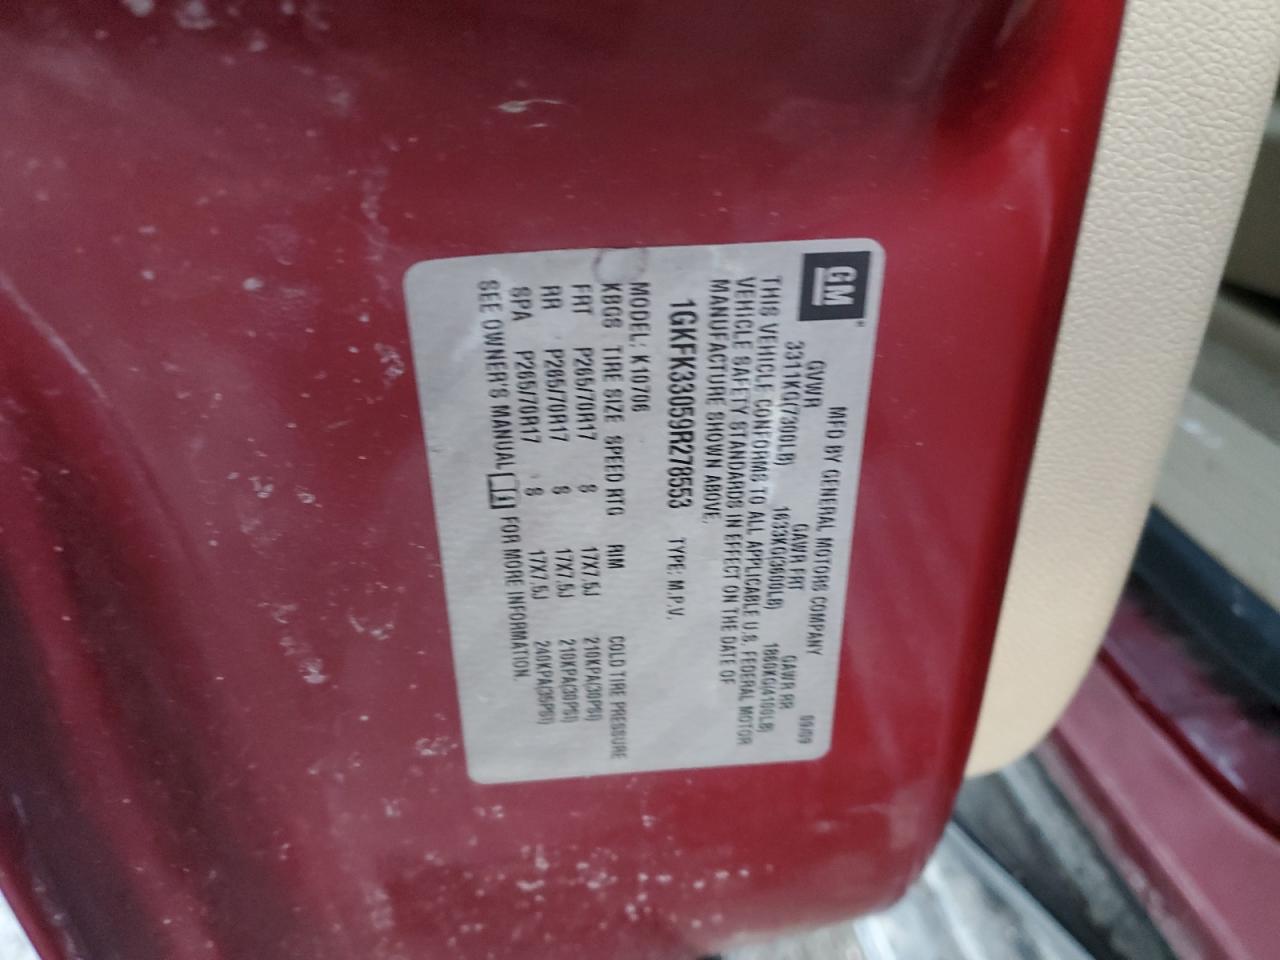 GM
MFD BY GENERAL MOTORS COMPANY 09/09
GVWR GAWR FRT GAWR RR
3311KG(7300LB) 1633KG(3600LB) 1860KG(4100LB)
THIS VEHICLE CONFORMS TO ALL APPLICABLE U.S. FEDERAL MOTOR
VEHICLE SAFETY STANDARDS IN EFFECT ON THE DATE OF
MANUFACTURE SHOWN ABOVE.
1GKFK33059R278553 TYPE: M.P.V.
MODEL: K10706
XBGS TIRE SIZE SPEED RTG RIM COLD TIRE PRESSURE
FRT P265/70R17 S 17X7.5J 210KPA(30PSI)
RR P265/70R17 S 17X7.5J 210KPA(30PSI)
SPA P265/70R17 S 17X7.5J 240KPA(35PSI)
SEE OWNER'S MANUAL FOR MORE INFORMATION.